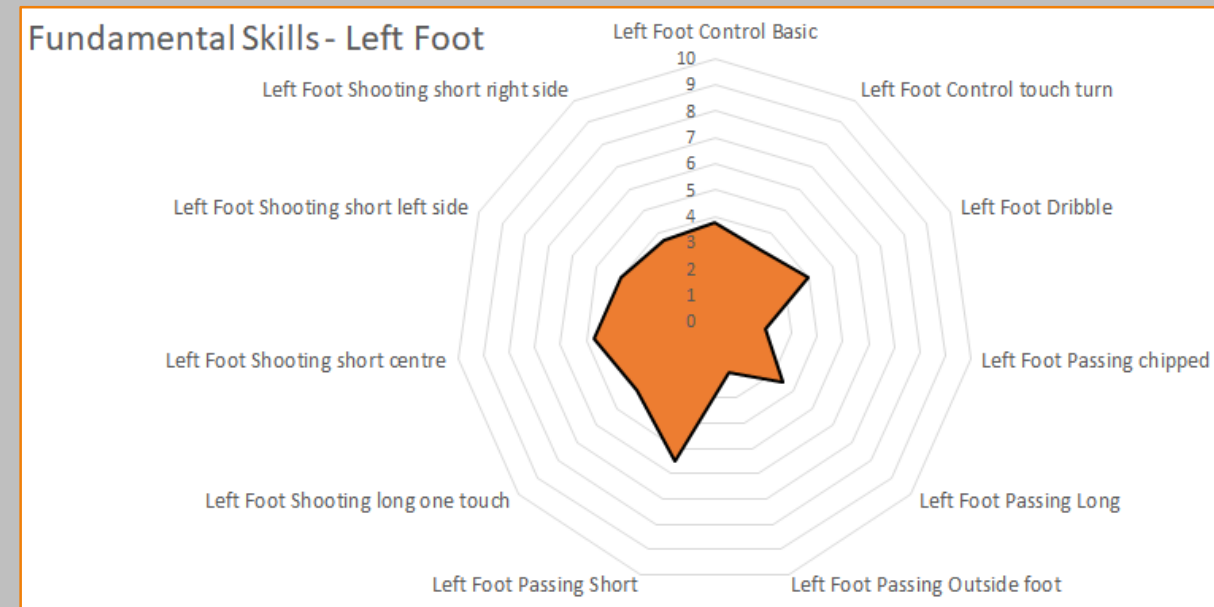 Fundamental Skills - Left Foot
Left Foot Control Basic
10
9
8
7
6
5
4
3
2
1
0
Left Foot Control touch turn
Left Foot Dribble
Left Foot Passing chipped
Left Foot Passing Long
Left Foot Passing Outside foot
Left Foot Passing Short
Left Foot Shooting long one touch
Left Foot Shooting short centre
Left Foot Shooting short left side
Left Foot Shooting short right side